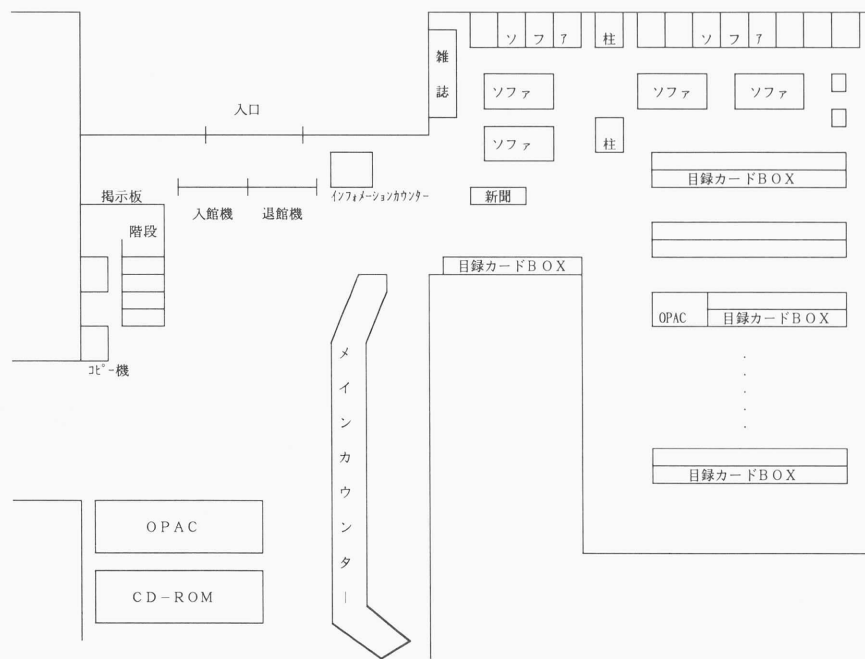 ソファ
柱
ソファ
雑誌
ソファ
ソファ
ソファ
入口
ソファ
柱
目録カードBOX
掲示板
入館機
退館機
インフォメーションカウンター
新聞
階段
目録カードBOX
OPAC
目録カードBOX
メインカウンター
コピー機
目録カードBOX
OPAC
CD-ROM